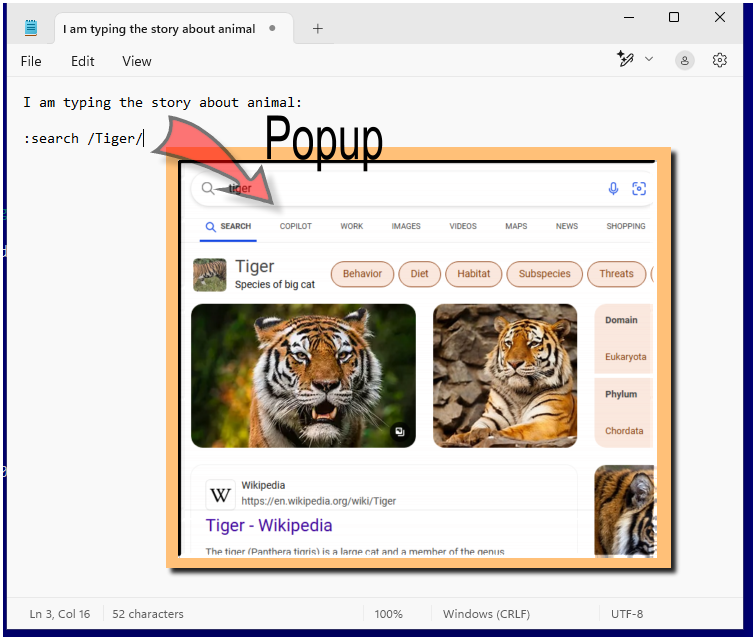 I am typing the story about animal
File Edit View
I am typing the story about animal:
:search /Tiger/
Popup
tiger
SEARCH COPILOT WORK IMAGES VIDEOS MAPS NEWS SHOPPING
Tiger
Species of big cat
Behavior Diet Habitat Subspecies Threats
Domain
Eukaryota
Phylum
Chordata
W Wikipedia
https://en.wikipedia.org/wiki/Tiger
Tiger - Wikipedia
The tiger (Panthera tigris) is a large cat and a member of the genus
Ln 3, Col 16 52 characters 100% Windows (CRLF) UTF-8